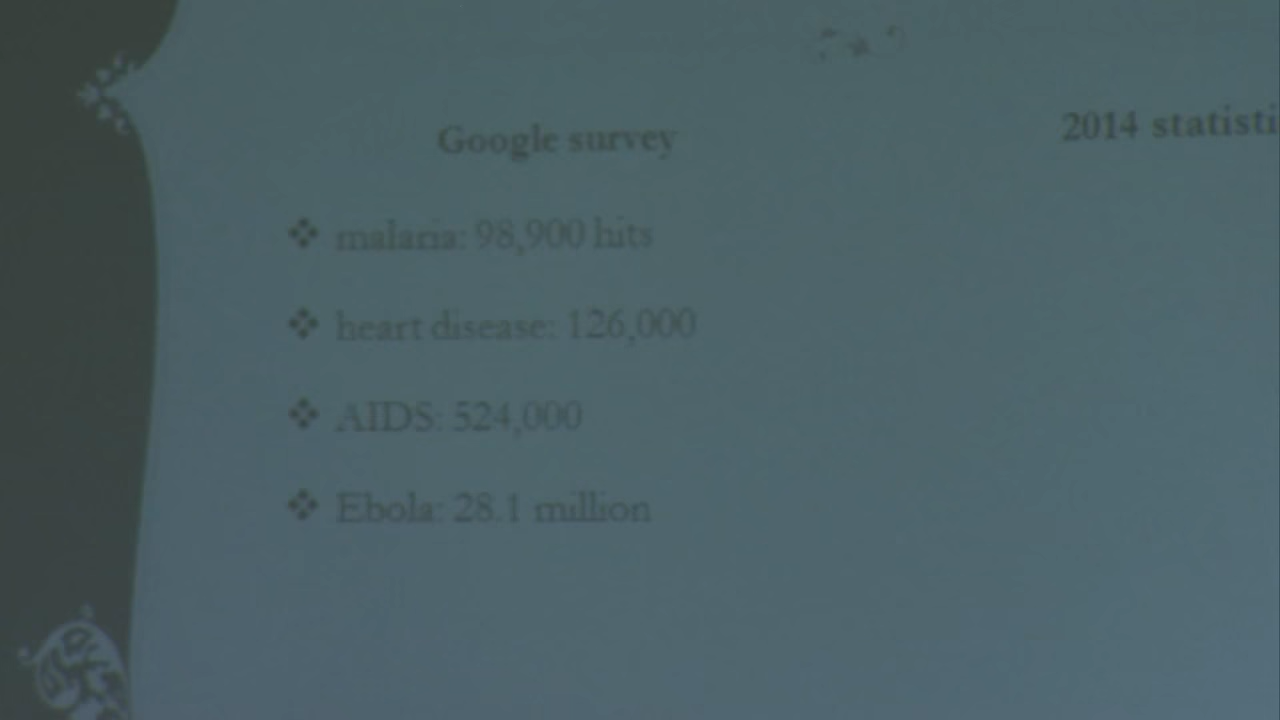 Google survey
2014 statisti
malaria: 98,900 hits
heart disease: 126,000
AIDS: 524,000
Ebola: 28.1 million